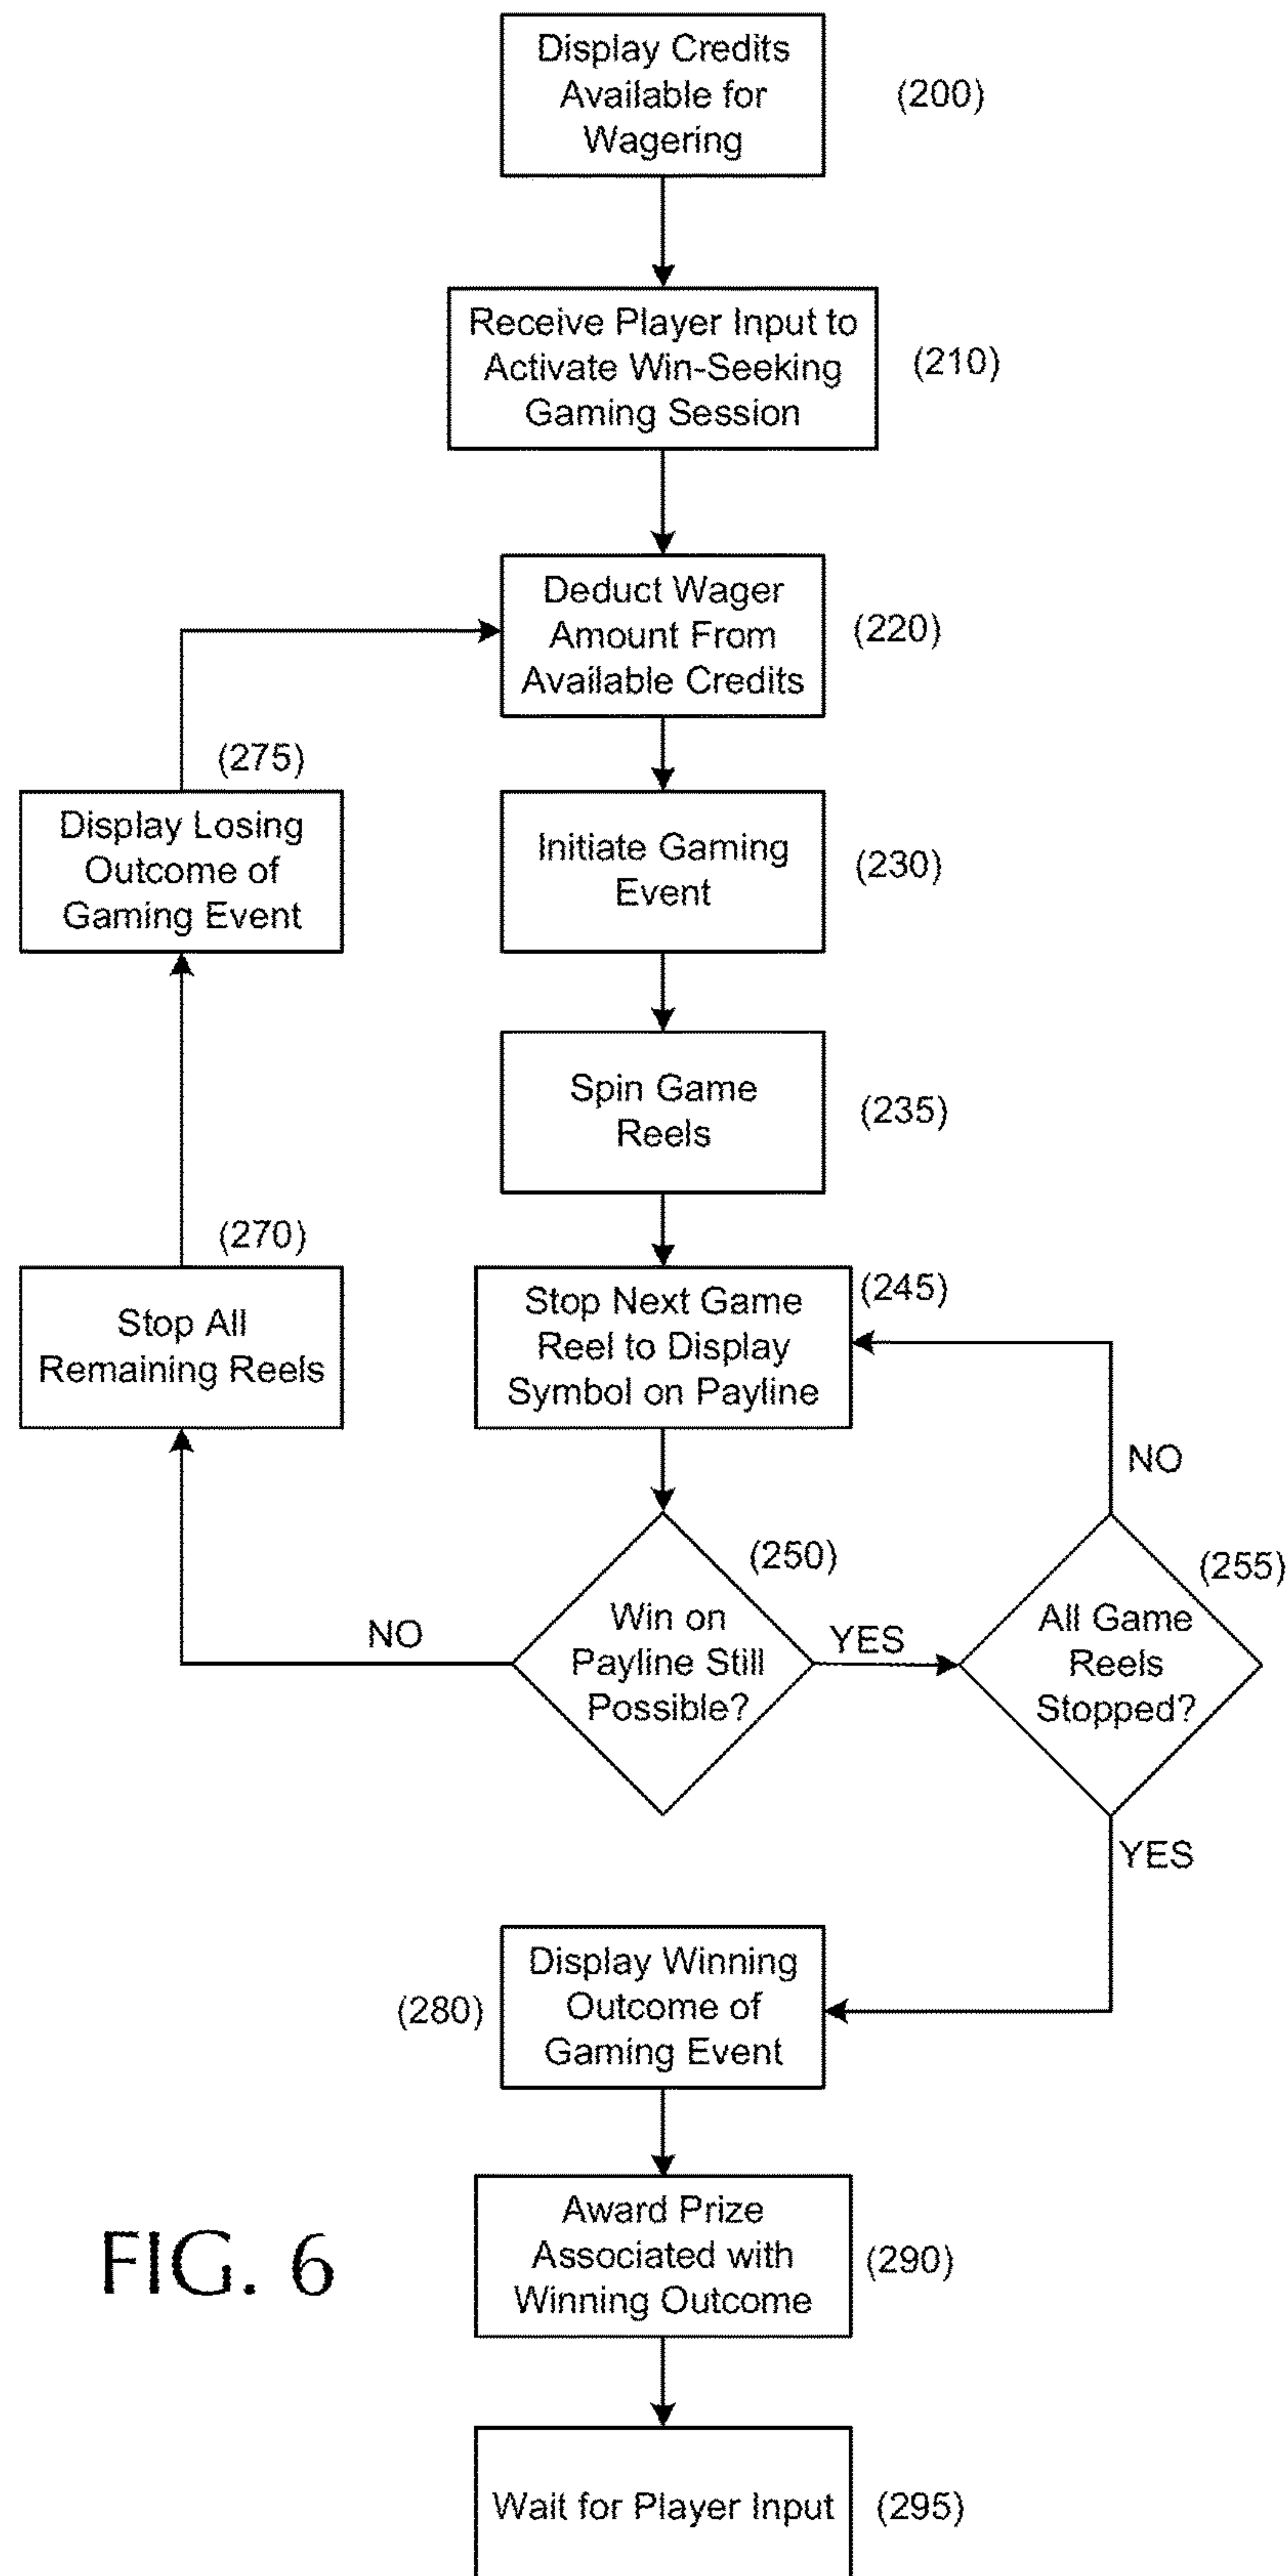 Display Credits
Available for
Wagering
(200)
Receive Player Input to
Activate Win-Seeking
Gaming Session
(210)
Deduct Wager
Amount From
Available Credits
(220)
(275)
Display Losing
Outcome of
Gaming Event
Initiate Gaming
Event
(230)
Spin Game
Reels
(235)
(270)
Stop All
Remaining Reels
Stop Next Game
Reel to Display
Symbol on Payline
(245)
NO
(250)
Win on
Payline Still
Possible?
NO
YES
(255)
All Game
Reels
Stopped?
YES
Display Winning
Outcome of
Gaming Event
(280)
Award Prize
Associated with
Winning Outcome
(290)
FIG. 6
Wait for Player Input
(295)